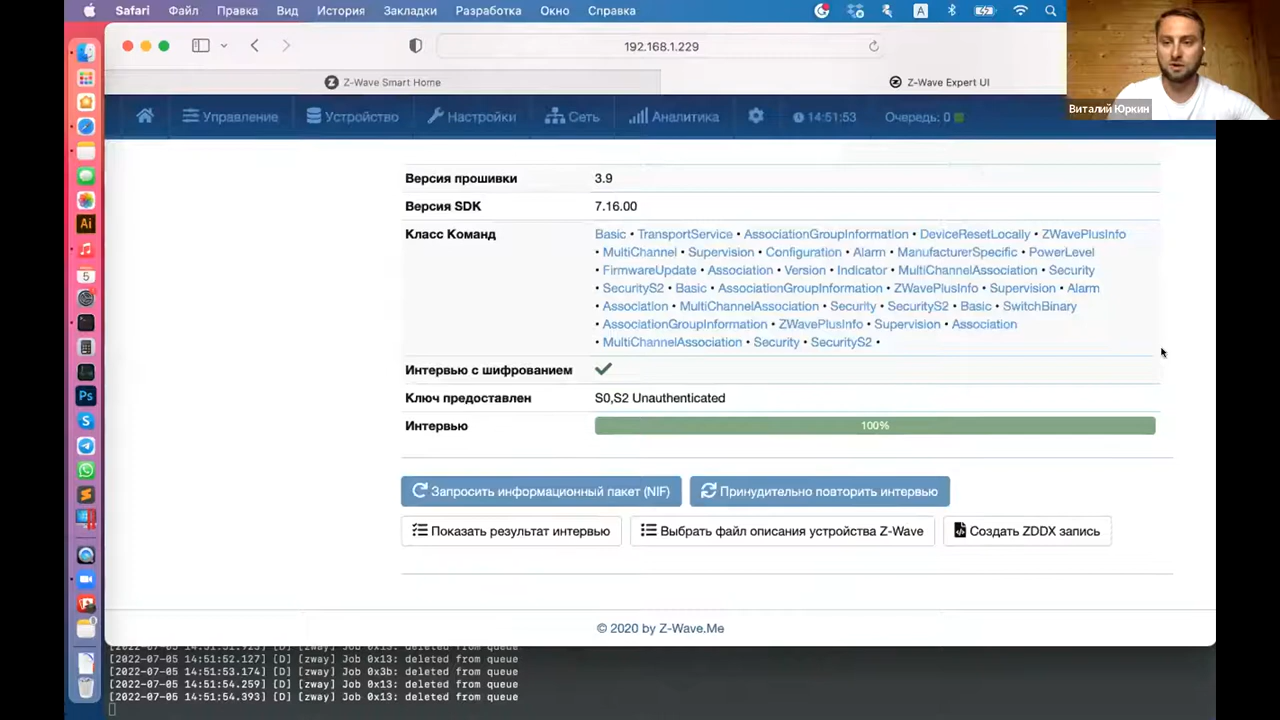 Safari Файл Правка Вид История Закладки Разработка Окно Справка
A
192.168.1.229
Z-Wave Smart Home
Z-Wave Expert UI
Виталий Юркин
Управление Устройство Настройки Сеть Аналитика 14:51:53 Очередь: 0
Версия прошивки 3.9
Версия SDK 7.16.00
Класс Команд Basic • TransportService • AssociationGroupInformation • DeviceResetLocally • ZWavePlusInfo
• MultiChannel • Supervision • Configuration • Alarm • ManufacturerSpecific • PowerLevel
• FirmwareUpdate • Association • Version • Indicator • MultiChannelAssociation • Security
• SecurityS2 • Basic • AssociationGroupInformation • ZWavePlusInfo • Supervision • Alarm
• Association • MultiChannelAssociation • Security • SecurityS2 • Basic • SwitchBinary
• AssociationGroupInformation • ZWavePlusInfo • Supervision • Association
• MultiChannelAssociation • Security • SecurityS2 •
Интервью с шифрованием
Ключ предоставлен S0,S2 Unauthenticated
Интервью 100%
Запросить информационный пакет (NIF) Принудительно повторить интервью
Показать результат интервью Выбрать файл описания устройства Z-Wave Создать ZDDX запись
© 2020 by Z-Wave.Me
[2022-07-05 14:51:52.127] [D] [zway] Job 0x13: deleted from queue
[2022-07-05 14:51:53.174] [D] [zway] Job 0x3b: deleted from queue
[2022-07-05 14:51:54.259] [D] [zway] Job 0x13: deleted from queue
[2022-07-05 14:51:54.393] [D] [zway] Job 0x13: deleted from queue
Ai
5
Ps